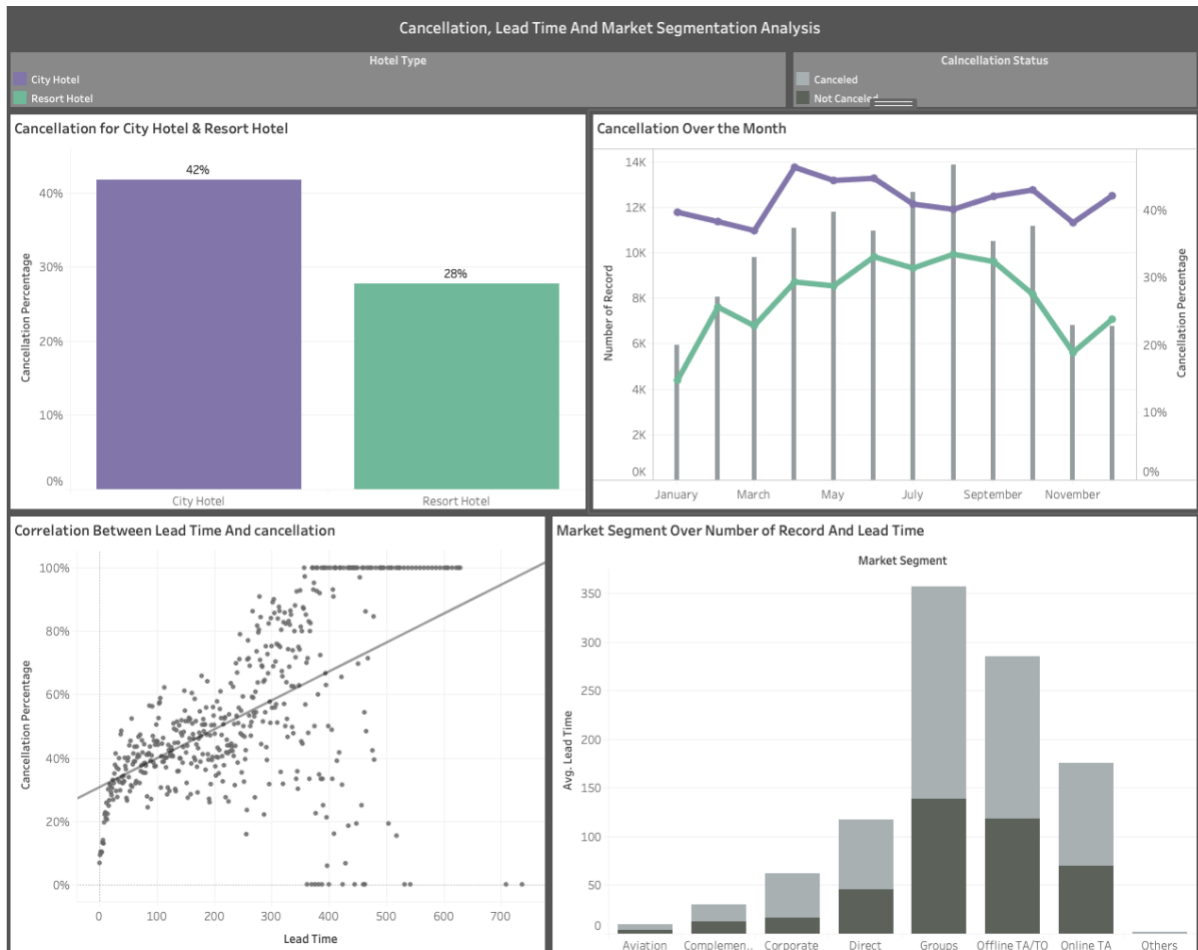 Cancellation, Lead Time And Market Segmentation Analysis
Hotel Type
City Hotel
Resort Hotel
Calncellation Status
Canceled
Not Canceled
Cancellation for City Hotel & Resort Hotel
Cancellation Percentage
40%
30%
20%
10%
0%
42%
28%
City Hotel
Resort Hotel
Cancellation Over the Month
Number of Record
14K
12K
10K
8K
6K
4K
2K
0K
Cancellation Percentage
40%
30%
20%
10%
0%
January
March
May
July
September
November
Correlation Between Lead Time And cancellation
Cancellation Percentage
100%
80%
60%
40%
20%
0%
0
100
200
300
400
500
600
700
Lead Time
Market Segment Over Number of Record And Lead Time
Market Segment
Avg. Lead Time
350
300
250
200
150
100
50
0
Aviation
Complemen..
Corporate
Direct
Groups
Offline TA/TO
Online TA
Others